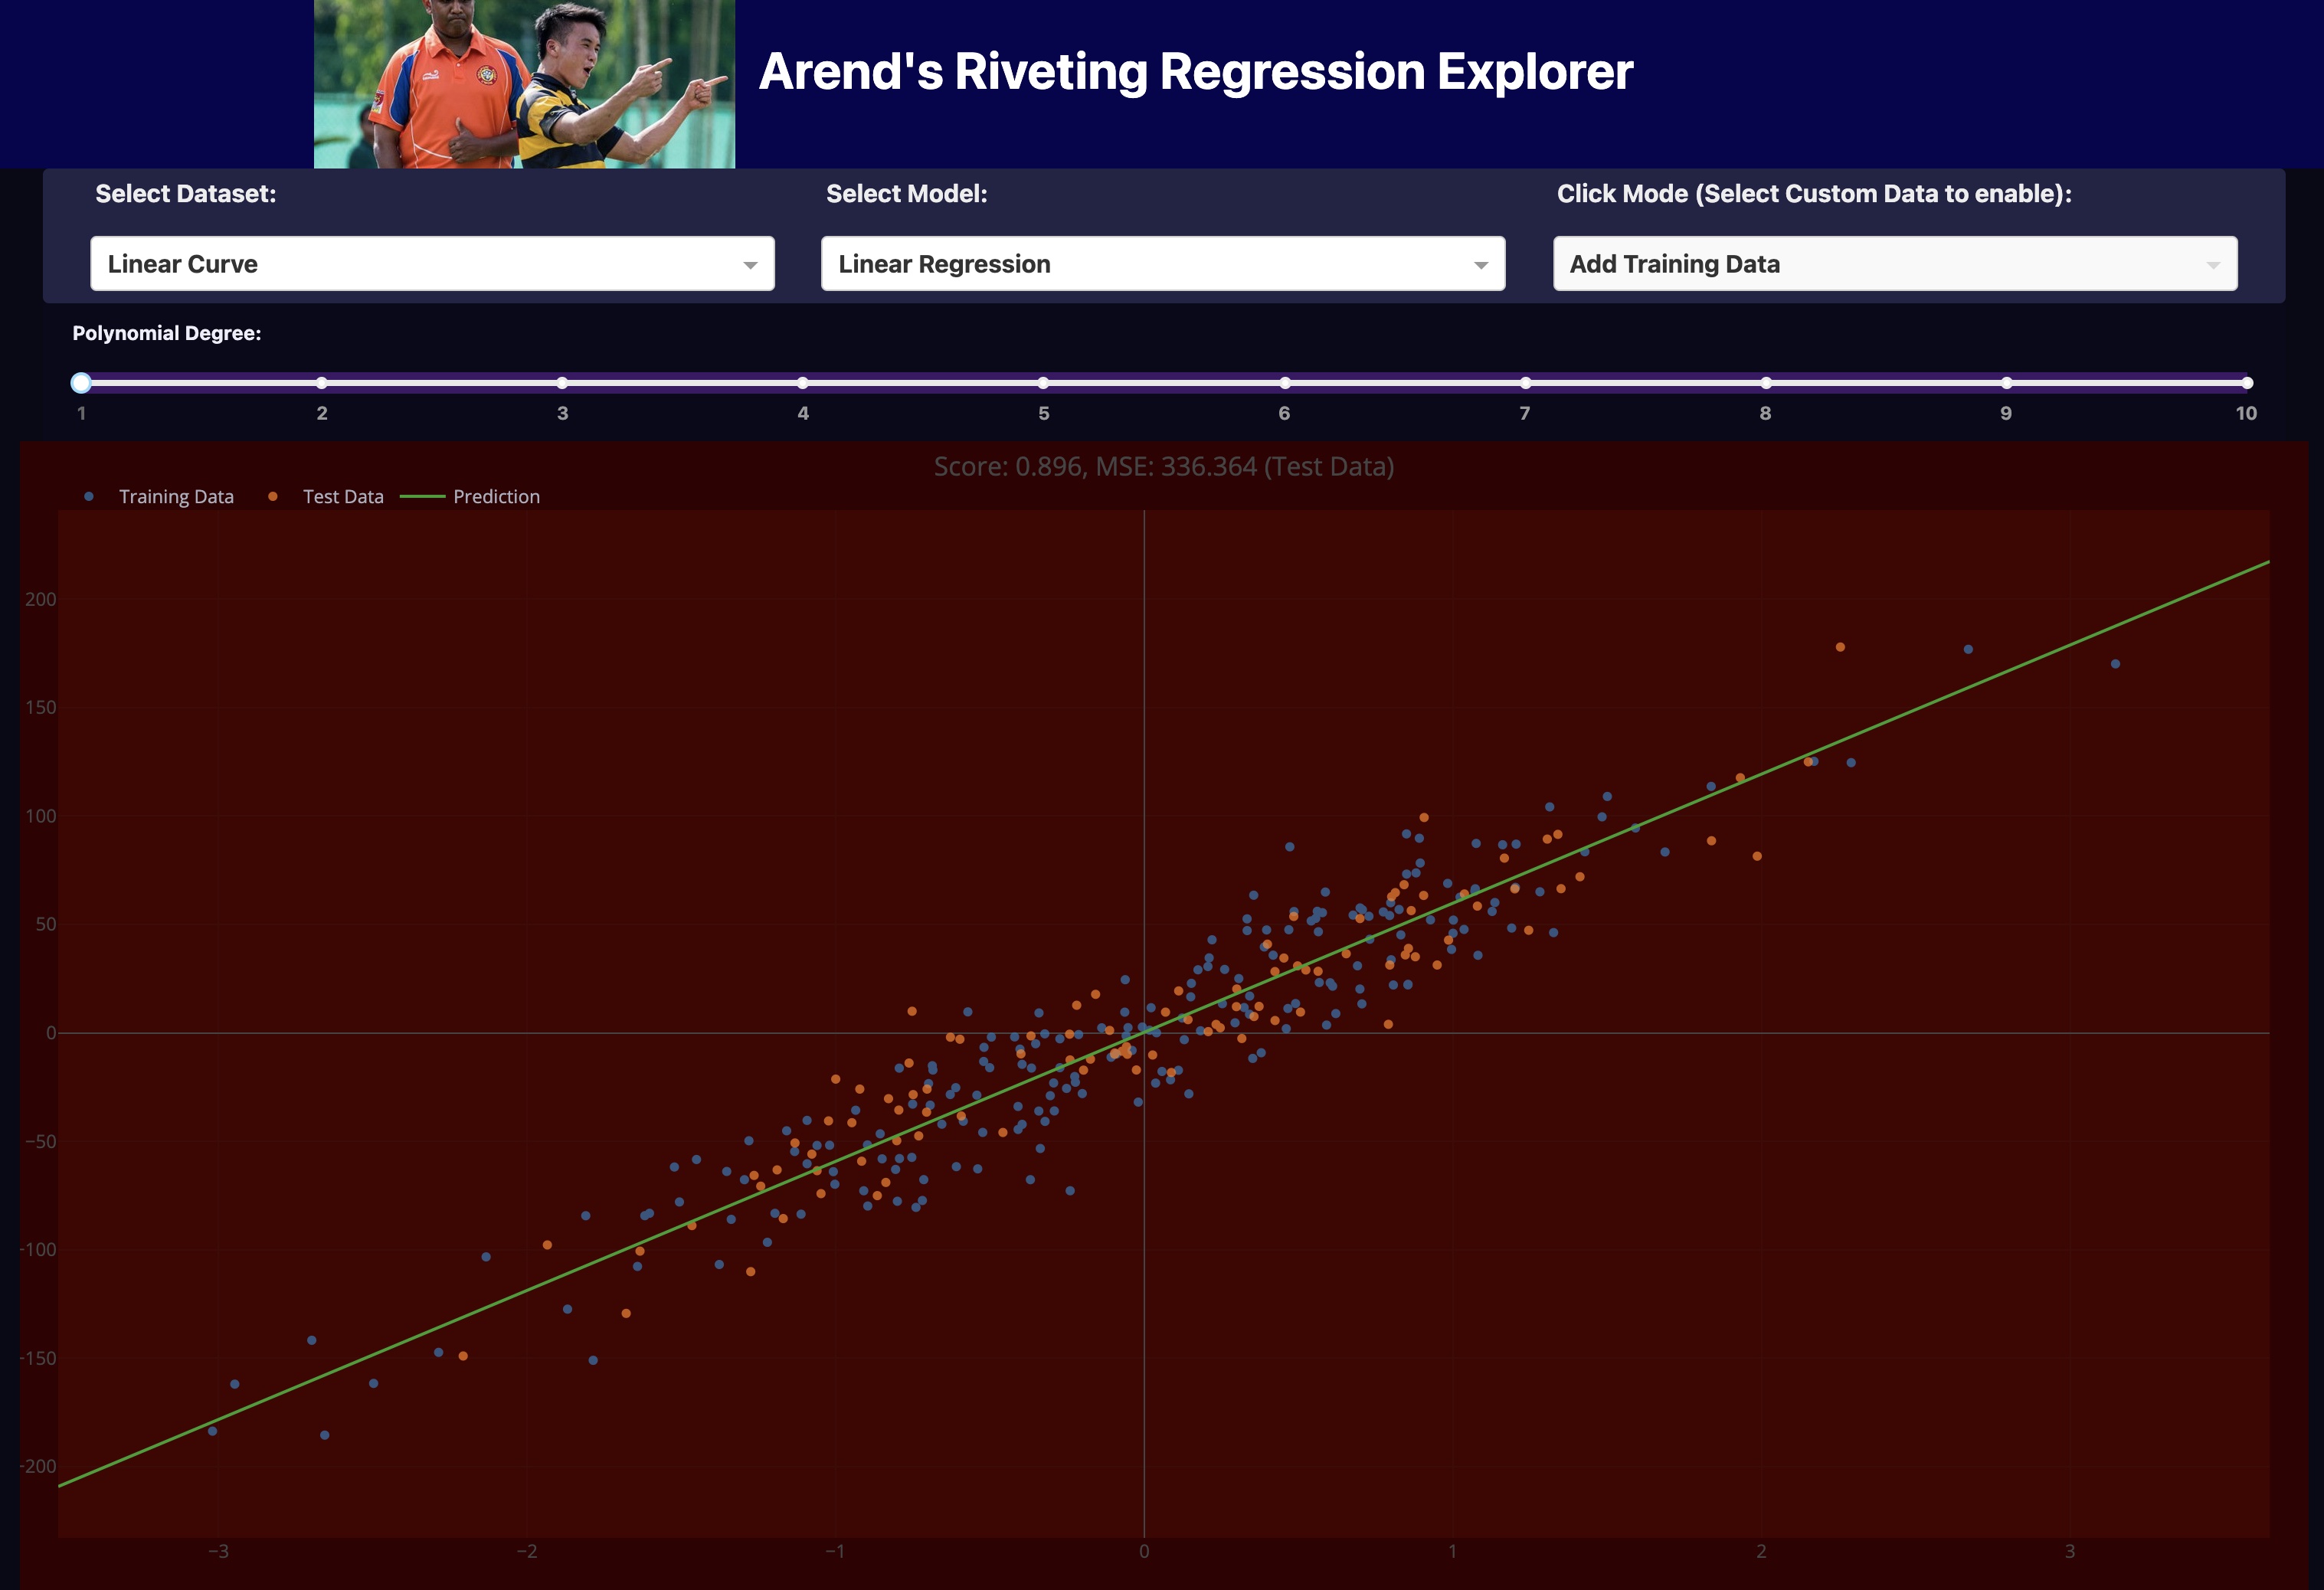 Arend's Riveting Regression Explorer
Select Dataset:
Select Model:
Click Mode (Select Custom Data to enable):
Linear Curve
Linear Regression
Add Training Data
Polynomial Degree:
1 2 3 4 5 6 7 8 9 10
Score: 0.896, MSE: 336.364 (Test Data)
Training Data Test Data Prediction
200
150
100
50
0
−50
−100
−150
−200
−3 −2 −1 0 1 2 3